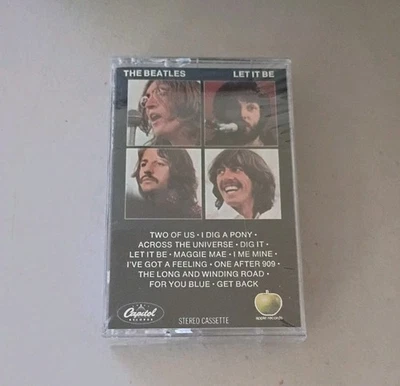 THE BEATLES LET IT BE
TWO OF US • I DIG A PONY •
ACROSS THE UNIVERSE • DIG IT •
LET IT BE • MAGGIE MAE • I ME MINE •
I'VE GOT A FEELING • ONE AFTER 909 •
THE LONG AND WINDING ROAD •
FOR YOU BLUE • GET BACK
Capitol
RECORDS
STEREO CASSETTE